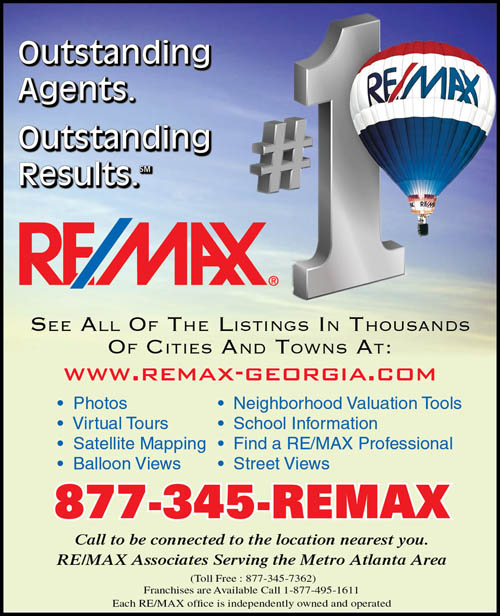 Outstanding
Agents.
Outstanding
Results.℠
#1
RE/MAX
RE/MAX
RE/MAX®
See All Of The Listings In Thousands
Of Cities And Towns At:
www.remax-georgia.com
• Photos
• Virtual Tours
• Satellite Mapping
• Balloon Views
• Neighborhood Valuation Tools
• School Information
• Find a RE/MAX Professional
• Street Views
877-345-REMAX
Call to be connected to the location nearest you.
RE/MAX Associates Serving the Metro Atlanta Area
(Toll Free : 877-345-7362)
Franchises are Available Call 1-877-495-1611
Each RE/MAX office is independently owned and operated